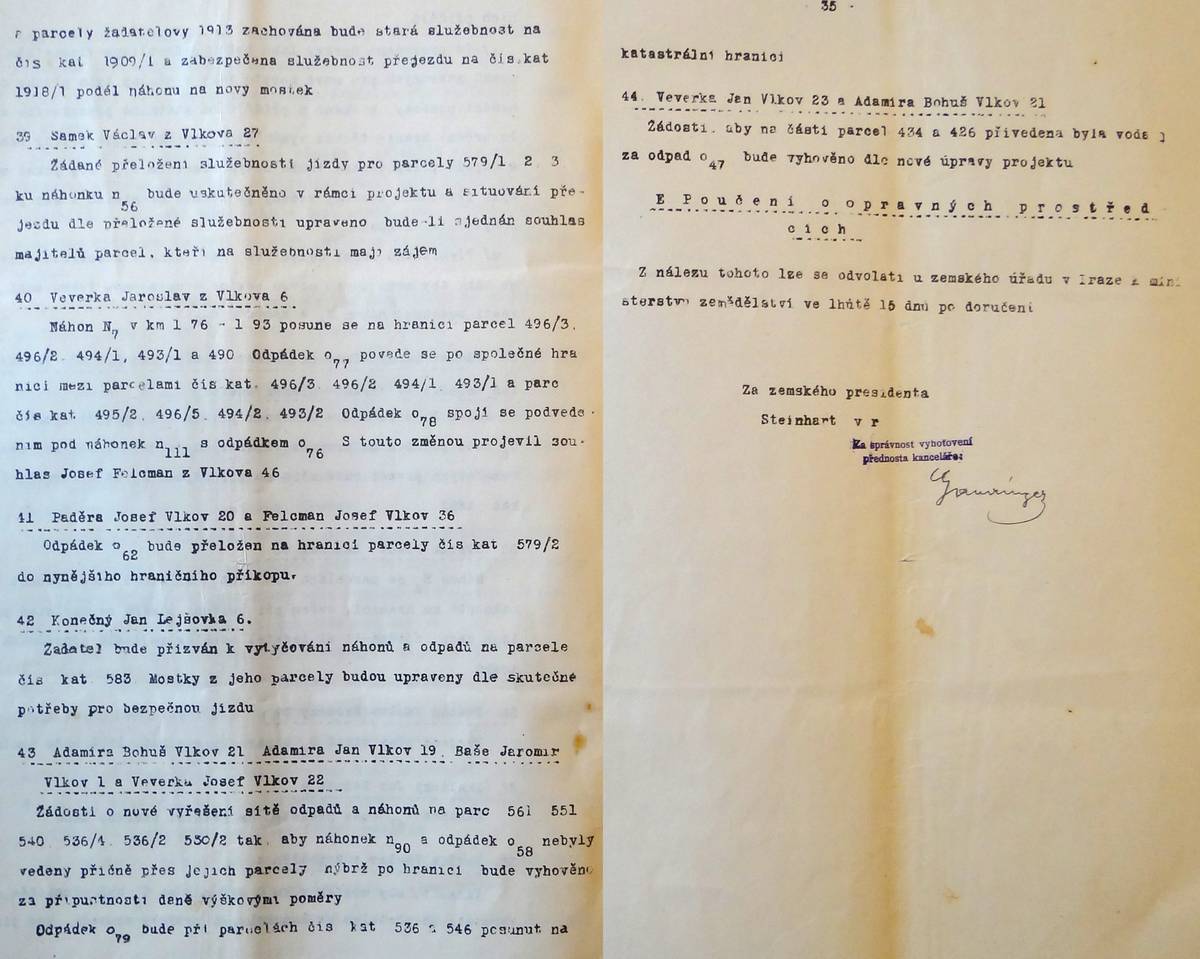 parcely žadatelovy 1913 zachována bude stará služebnost na
čís kat 1909/1 a zabezpečena služebnost přejezdu na čís.kat
1918/1 podél náhonu na nový mostek
39 Samek Václav z Vlkova 27
Žádané přeložení služebnosti jízdy pro parcely 579/1 2 3
ku náhonku n56 bude uskutečněno v rámci projektu a situování pře-
jezdu dle přeložené služebnosti upraveno bude-li zjednán souhlas
majitelů parcel, kteří na služebnosti mají zájem
40 Veverka Jaroslav z Vlkova 6.
Náhon N7 v km 1 76 - 1 93 posune se na hranici parcel 496/3,
496/2. 494/1, 493/1 a 490 Odpádek o77 povede se po společné hra
nici mezi parcelami čís kat. 496/3. 496/2 494/1. 493/1 a parc
čís kat 495/2, 496/5. 494/2, 493/2 Odpádek o78 spojí se podvede-
ním pod náhonek n111 s odpádkem o76 S touto změnou projevil sou-
hlas Josef Felcman z Vlkova 46
41 Paděra Josef Vlkov 20 a Felcman Josef Vlkov 36
Odpádek o62 bude přeložen na hranici parcely čís kat 579/2
do nynějšího hraničního příkopu.
42 Konečný Jan Lejšovka 6.
Žadatel bude přizván k vytyčování náhonů a odpadů na parcele
čís kat 583 Mostky z jeho parcely budou upraveny dle skutečné
potřeby pro bezpečnou jízdu
43 Adamíra Bohuš Vlkov 21 Adamíra Jan Vlkov 19. Baše Jaromír
Vlkov 1 a Veverka Josef Vlkov 22
Žádosti o nové vyřešení sítě odpadů a náhonů na parc 561 551
540 536/4. 536/2 530/2 tak, aby náhonek n90 a odpádek o58 nebyly
vedeny příčně přes jejich parcely nýbrž po hranici bude vyhověno
za přípustnosti dané výškovými poměry
Odpádek o79 bude při parcelách čís kat 536 a 546 posunut na
35 .
katastrální hranici
44. Veverka Jan Vlkov 23 a Adamíra Bohuš Vlkov 21
Žádosti, aby na části parcel 434 a 426 přivedena byla voda
za odpad o47 bude vyhověno dle nové úpravy projektu
E Poučení o opravných prostřed
cích
Z nálezu tohoto lze se odvolati u zemského úřadu v Praze k mini
sterstvo zemědělství ve lhůtě 15 dnů po doručení
Za zemského presidenta
Steinhart v r
Za správnost vyhotovení
přednosta kanceláře: